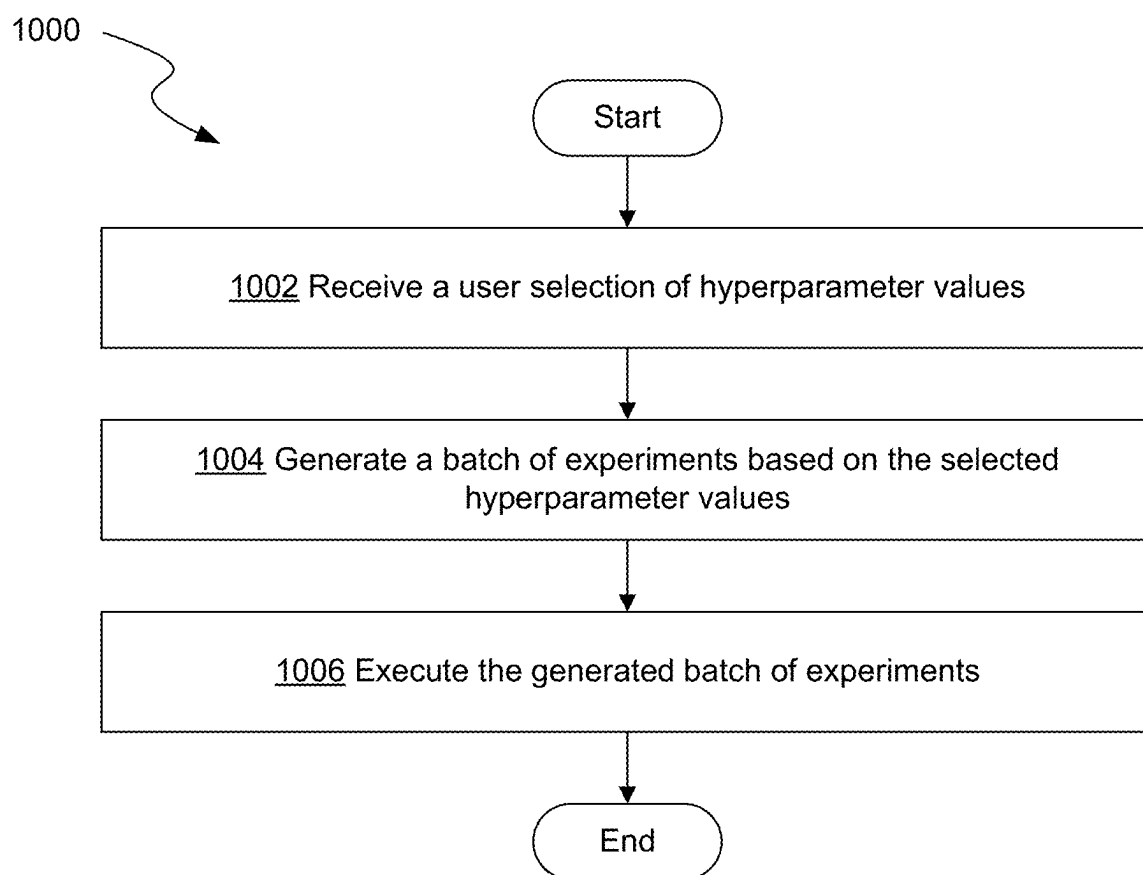 1000
Start
1002 Receive a user selection of hyperparameter values
1004 Generate a batch of experiments based on the selected
hyperparameter values
1006 Execute the generated batch of experiments
End